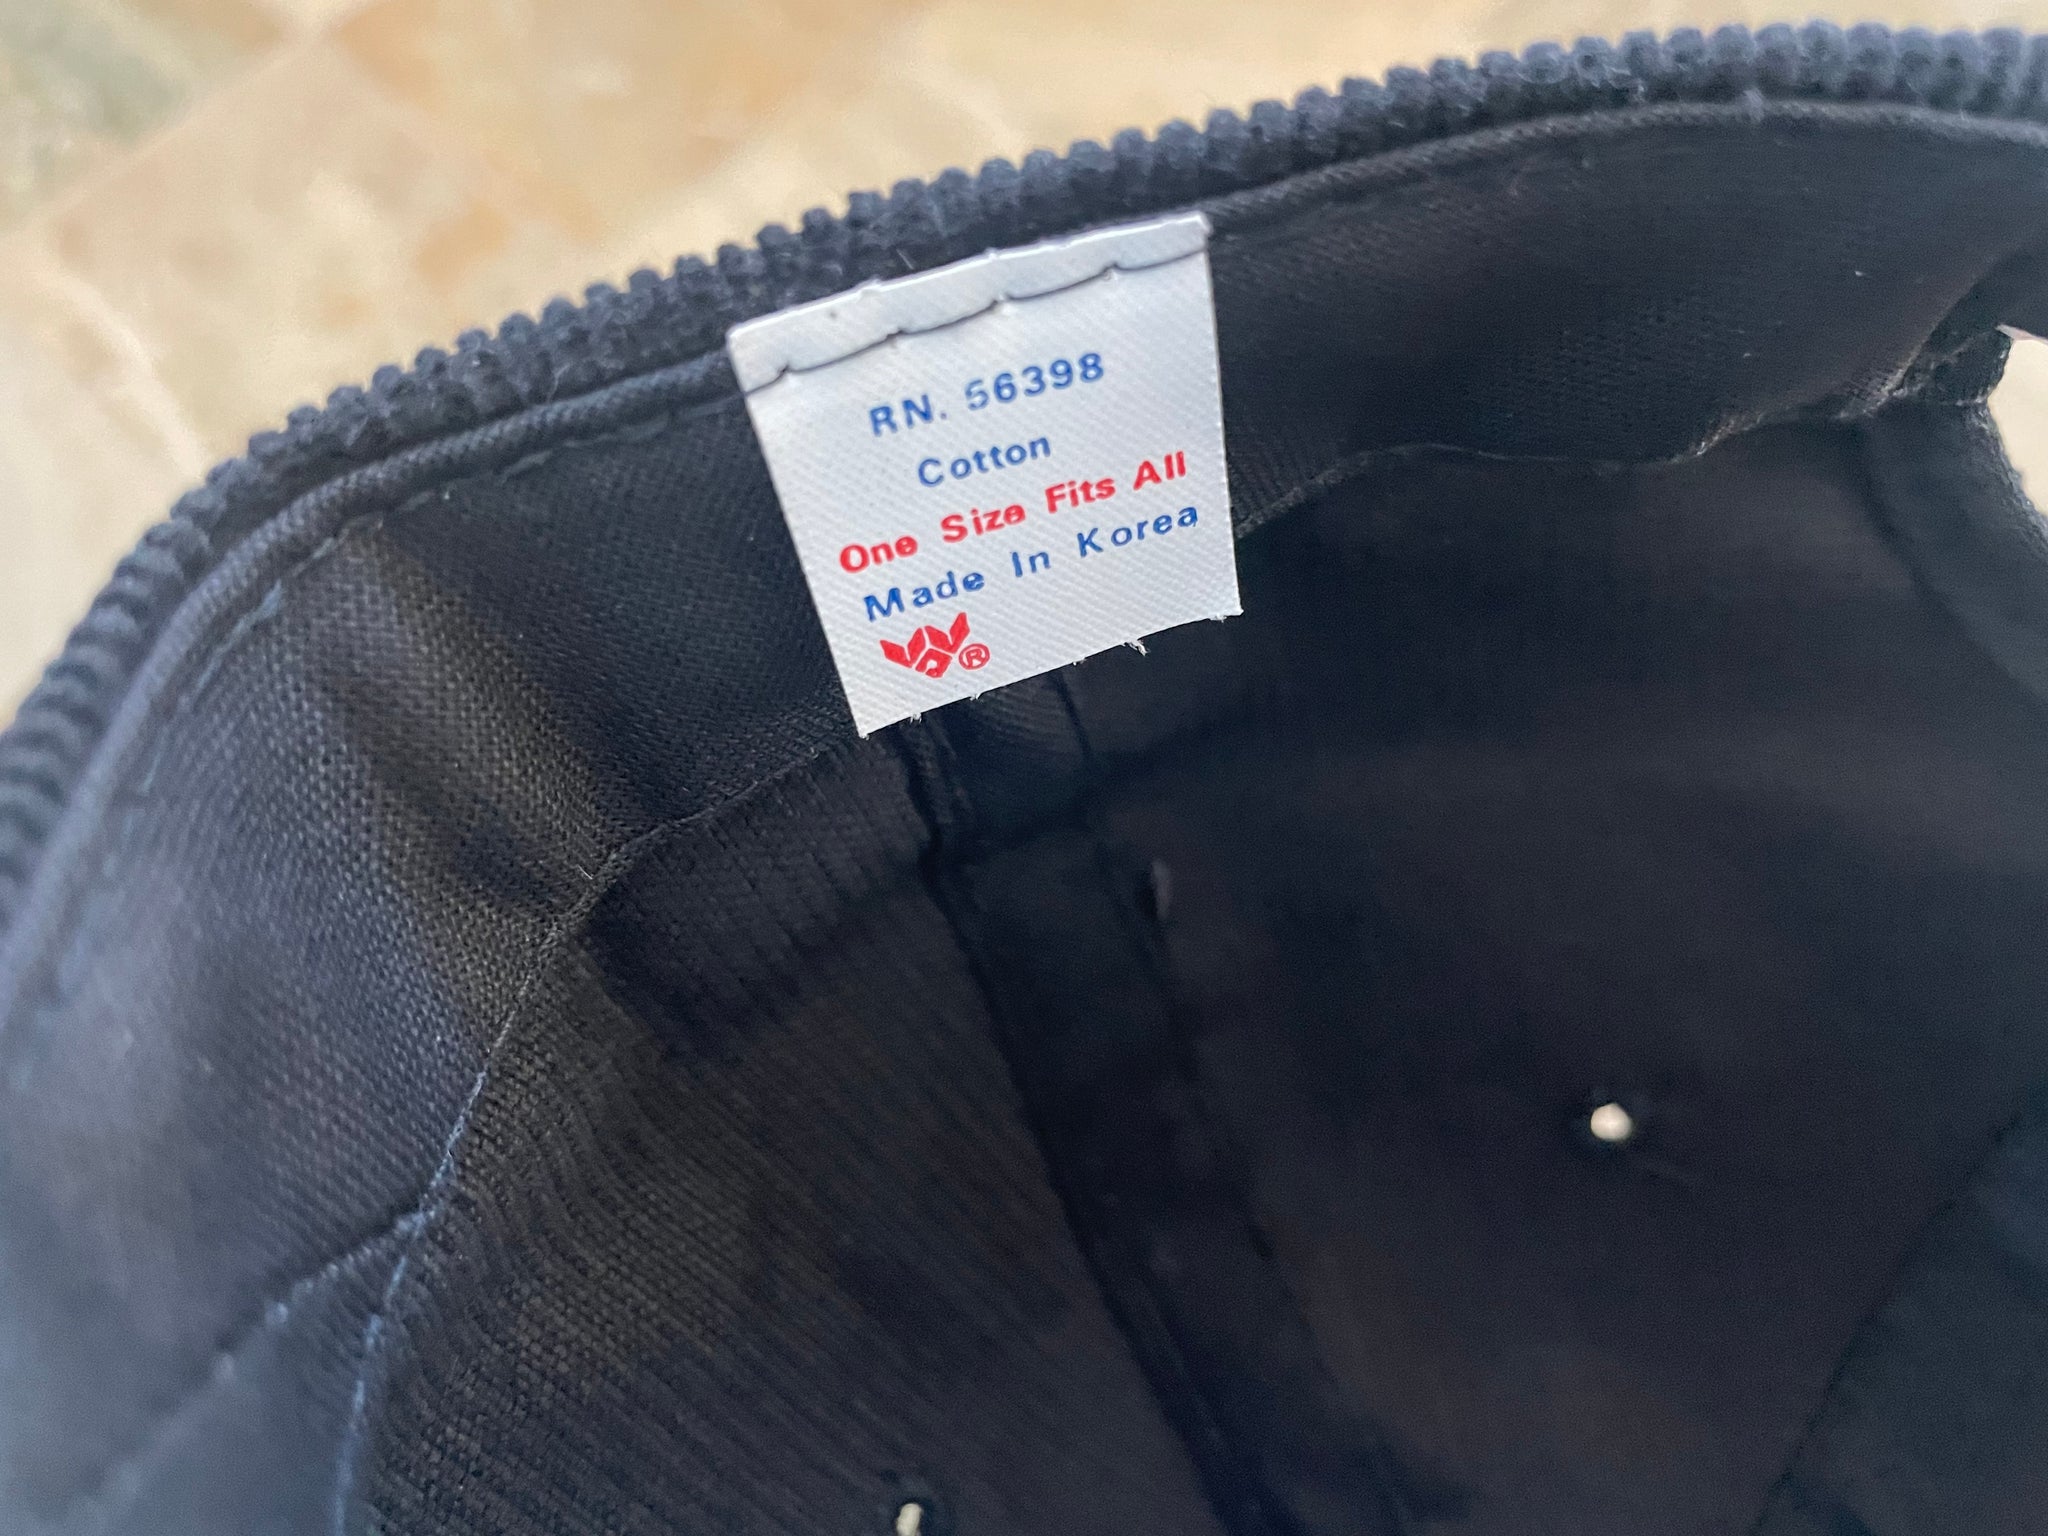 RN. 56398
Cotton
One Size Fits All
Made In Korea
®